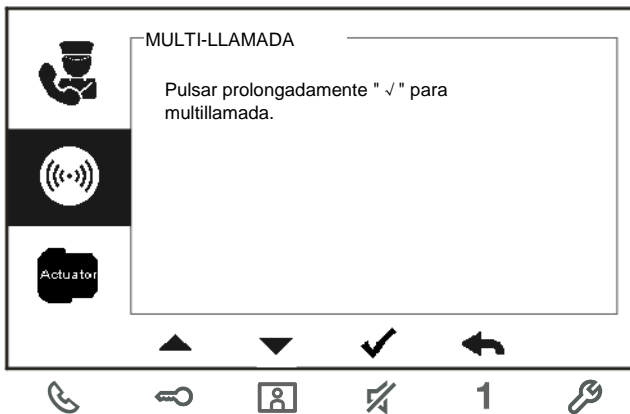 MULTI-LLAMADA
Pulsar prolongadamente " √ " para
multillamada.
Actuator
1